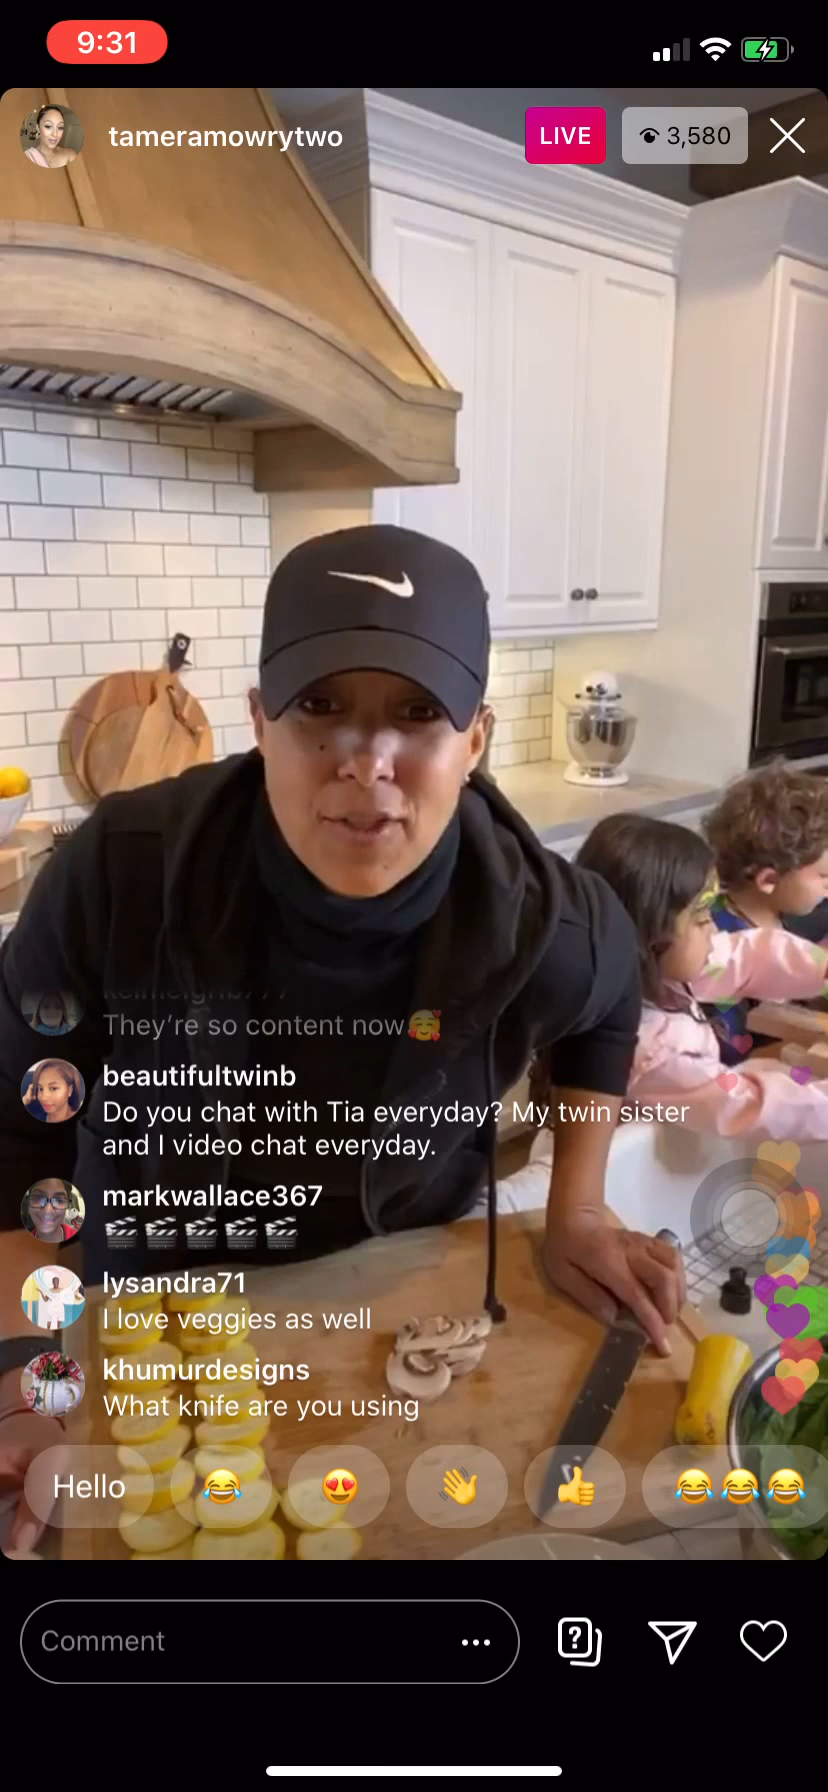 9:31
tameramowrytwo
LIVE
3,580
They're so content now🥰
beautifultwinb
Do you chat with Tia everyday? My twin sister
and I video chat everyday.
markwallace367
🎬🎬🎬🎬🎬
lysandra71
I love veggies as well
khumurdesigns
What knife are you using
Hello 😂 😍 👋 👍 😂😂😂
Comment